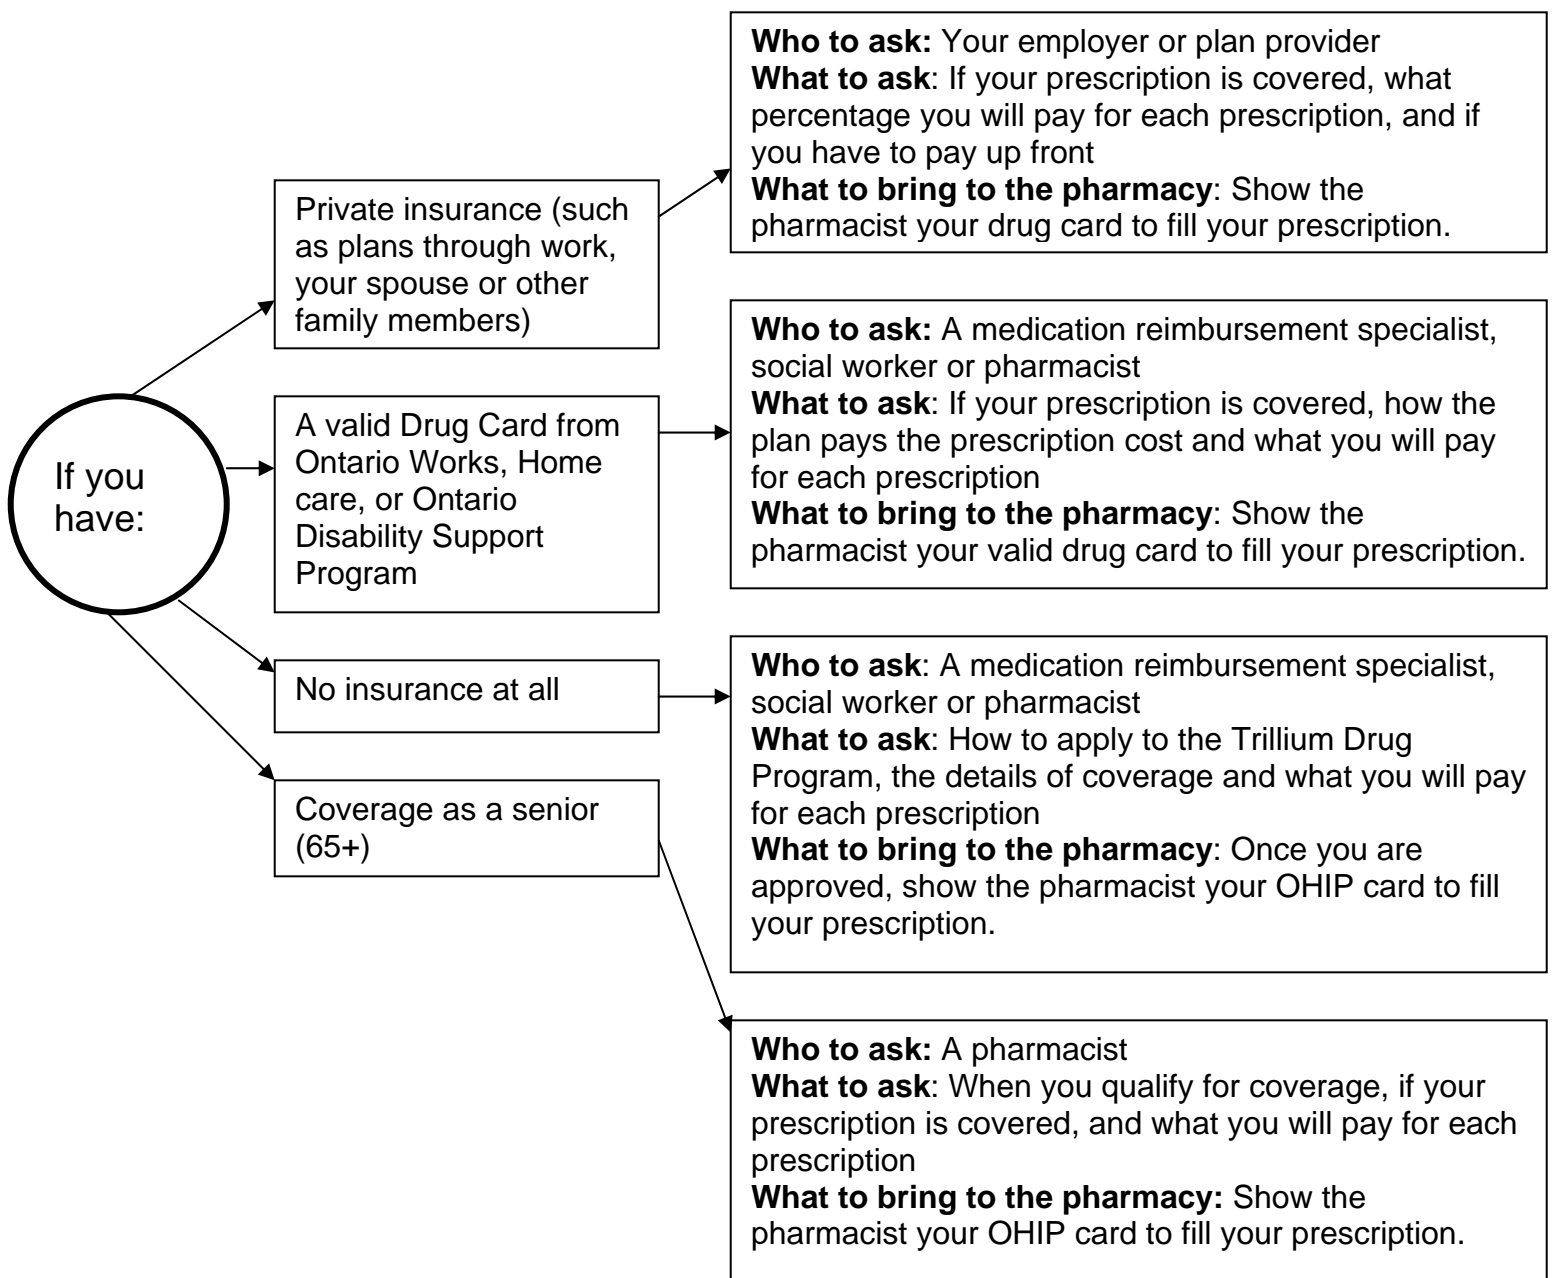 If you
have:
Private insurance (such
as plans through work,
your spouse or other
family members)
Who to ask: Your employer or plan provider
What to ask: If your prescription is covered, what
percentage you will pay for each prescription, and if
you have to pay up front
What to bring to the pharmacy: Show the
pharmacist your drug card to fill your prescription.
A valid Drug Card from
Ontario Works, Home
care, or Ontario
Disability Support
Program
Who to ask: A medication reimbursement specialist,
social worker or pharmacist
What to ask: If your prescription is covered, how the
plan pays the prescription cost and what you will pay
for each prescription
What to bring to the pharmacy: Show the
pharmacist your valid drug card to fill your prescription.
No insurance at all
Who to ask: A medication reimbursement specialist,
social worker or pharmacist
What to ask: How to apply to the Trillium Drug
Program, the details of coverage and what you will pay
for each prescription
What to bring to the pharmacy: Once you are
approved, show the pharmacist your OHIP card to fill
your prescription.
Coverage as a senior
(65+)
Who to ask: A pharmacist
What to ask: When you qualify for coverage, if your
prescription is covered, and what you will pay for each
prescription
What to bring to the pharmacy: Show the
pharmacist your OHIP card to fill your prescription.